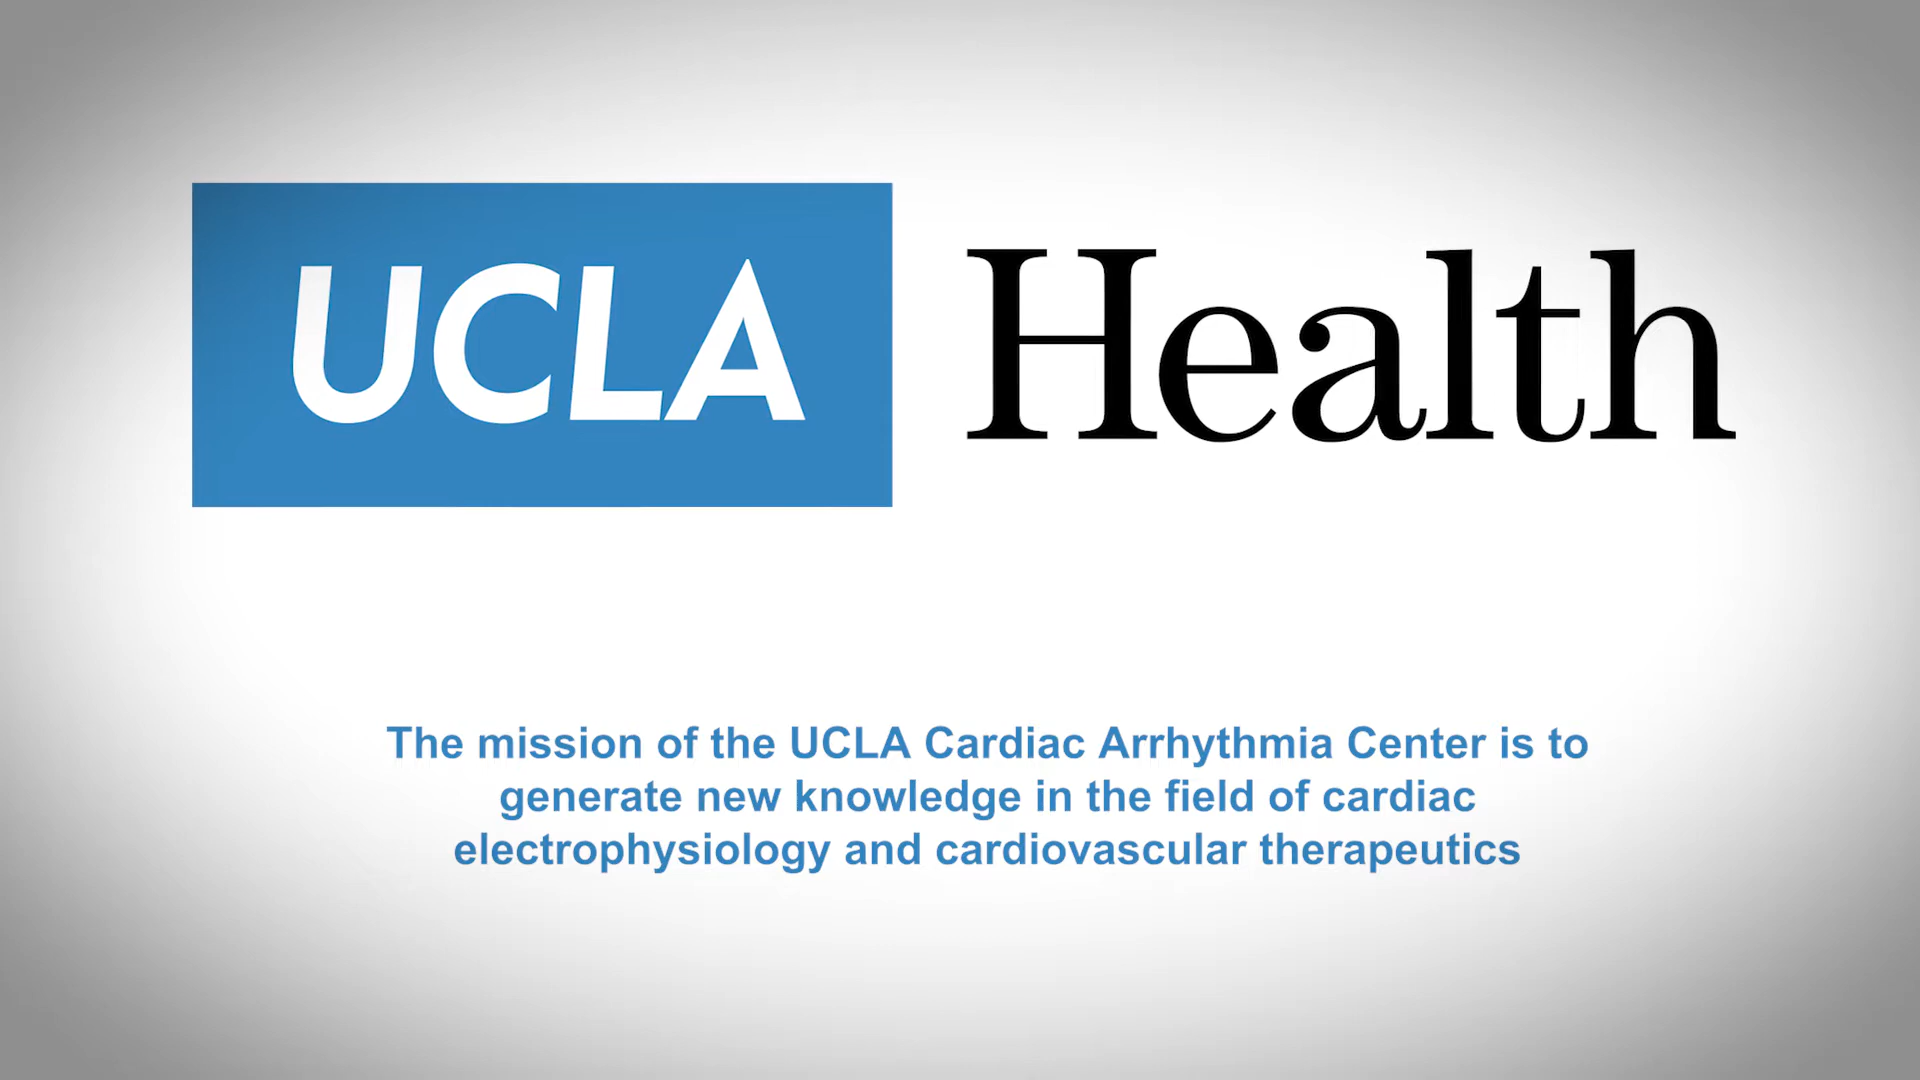 UCLA Health
The mission of the UCLA Cardiac Arrhythmia Center is to
generate new knowledge in the field of cardiac
electrophysiology and cardiovascular therapeutics